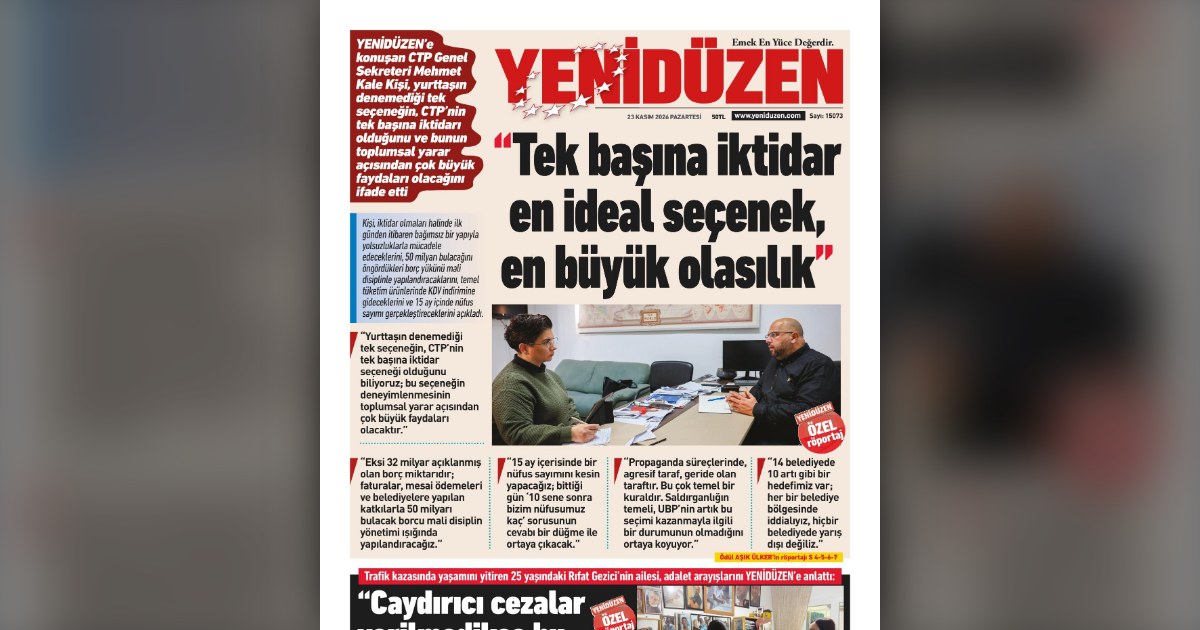 YENİDÜZEN'e
konuşan CTP Genel
Sekreteri Mehmet
Kale Kişi, yurttaşın
denemediği tek
seçeneğin, CTP'nin
tek başına iktidarı
olduğunu ve bunun
toplumsal yarar
açısından çok büyük
faydaları olacağını
ifade etti
Emek En Yüce Değerdir.
YENİDÜZEN
23 KASIM 2026 PAZARTESİ 50TL www.yeniduzen.com Sayı: 15073
"Tek başına iktidar
en ideal seçenek,
en büyük olasılık"
Kişi, iktidar olmaları halinde ilk
günden itibaren bağımsız bir yapıyla
yolsuzluklarla mücadele
edeceklerini, 50 milyarı bulacağını
öngördükleri borç yükünü mali
disiplinle yapılandıracaklarını, temel
tüketim ürünlerinde KDV indirimine
gideceklerini ve 15 ay içinde nüfus
sayımı gerçekleştireceklerini açıkladı.
"Yurttaşın denemediği
tek seçeneğin, CTP'nin
tek başına iktidar
seçeneği olduğunu
biliyoruz; bu seçeneğin
deneyimlenmesinin
toplumsal yarar açısından
çok büyük faydaları
olacaktır."
YENİDÜZEN
ÖZEL
röportaj
"Eksi 32 milyar açıklanmış
olan borç miktarıdır;
faturalar, mesai ödemeleri
ve belediyelere yapılan
katkılarla 50 milyarı
bulacak borcu mali disiplin
yönetimi ışığında
yapılandıracağız."
"15 ay içerisinde bir
nüfus sayımını kesin
yapacağız; bittiği
gün '10 sene sonra
bizim nüfusumuz
kaç' sorusunun
cevabı bir düğme ile
ortaya çıkacak."
"Propaganda süreçlerinde,
agresif taraf, geride olan
taraftır. Bu çok temel bir
kuraldır. Saldırganlığın
temeli, UBP'nin artık bu
seçimi kazanmayla ilgili
bir durumunun olmadığını
ortaya koyuyor."
"14 belediyede
10 artı gibi bir
hedefimiz var;
her bir belediye
bölgesinde
iddialıyız, hiçbir
belediyede yarış
dışı değiliz."
Ödül AŞIK ÜLKER'in röportajı S 4-5-6-7
Trafik kazasında yaşamını yitiren 25 yaşındaki Rıfat Gezici'nin ailesi, adalet arayışlarını YENİDÜZEN'e anlattı:
"Caydırıcı cezalar
YENİDÜZEN
ÖZEL